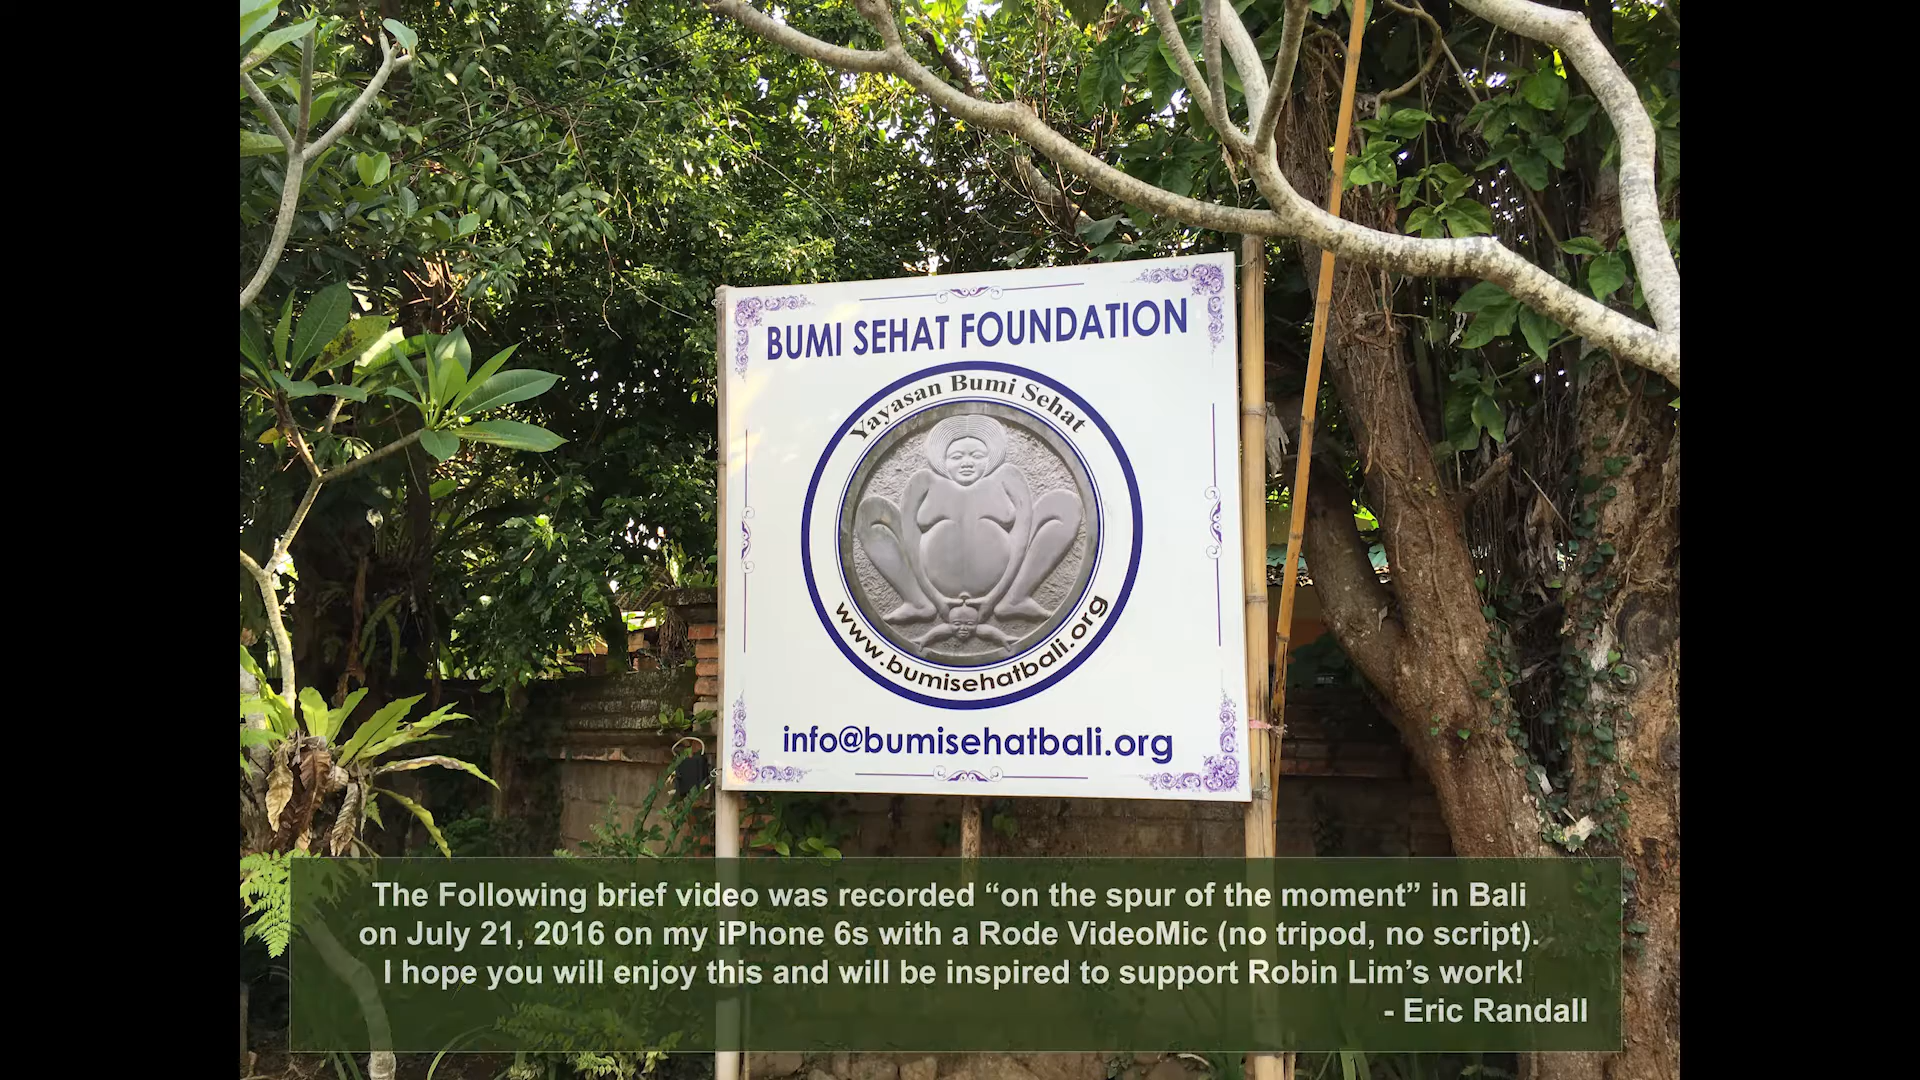 BUMI SEHAT FOUNDATION
Yayasan Bumi Sehat
www.bumisehatbali.org
info@bumisehatbali.org
The Following brief video was recorded “on the spur of the moment” in Bali
on July 21, 2016 on my iPhone 6s with a Rode VideoMic (no tripod, no script).
I hope you will enjoy this and will be inspired to support Robin Lim’s work!
- Eric Randall